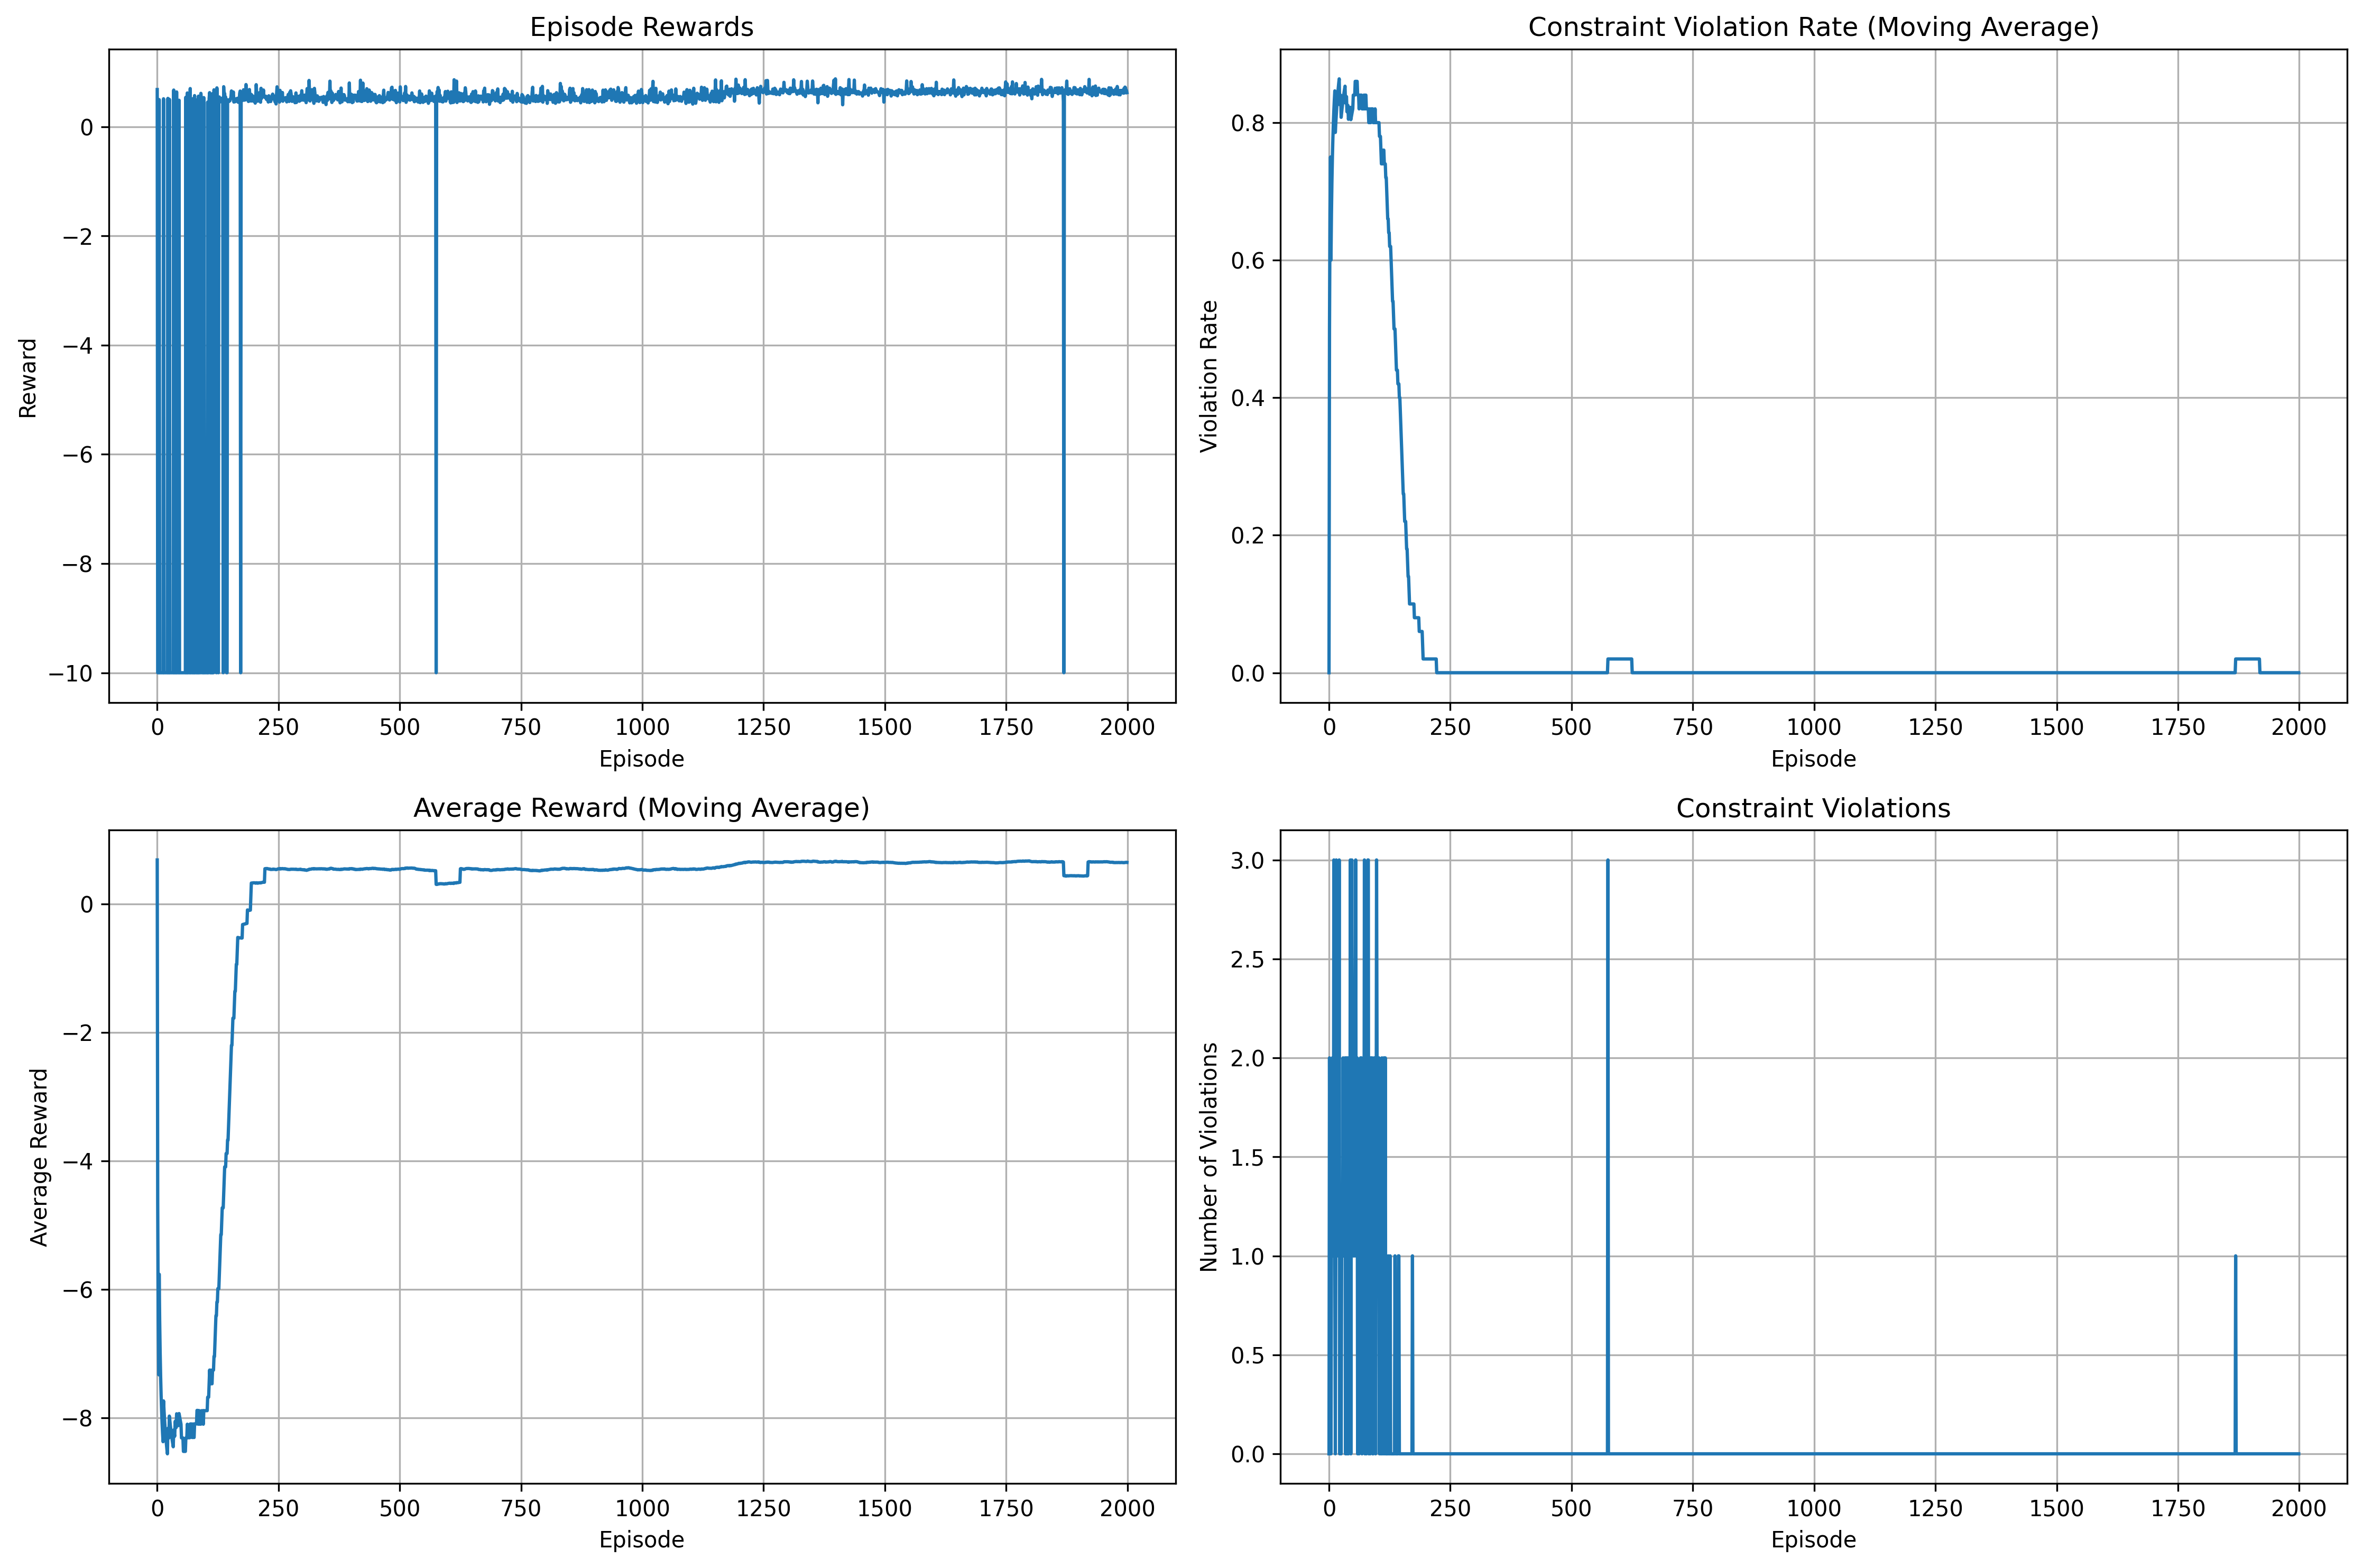 Episode Rewards
0
−2
−4
−6
−8
−10
Reward
0 250 500 750 1000 1250 1500 1750 2000
Episode
Constraint Violation Rate (Moving Average)
0.8
0.6
0.4
0.2
0.0
Violation Rate
0 250 500 750 1000 1250 1500 1750 2000
Episode
Average Reward (Moving Average)
0
−2
−4
−6
−8
Average Reward
0 250 500 750 1000 1250 1500 1750 2000
Episode
Constraint Violations
3.0
2.5
2.0
1.5
1.0
0.5
0.0
Number of Violations
0 250 500 750 1000 1250 1500 1750 2000
Episode